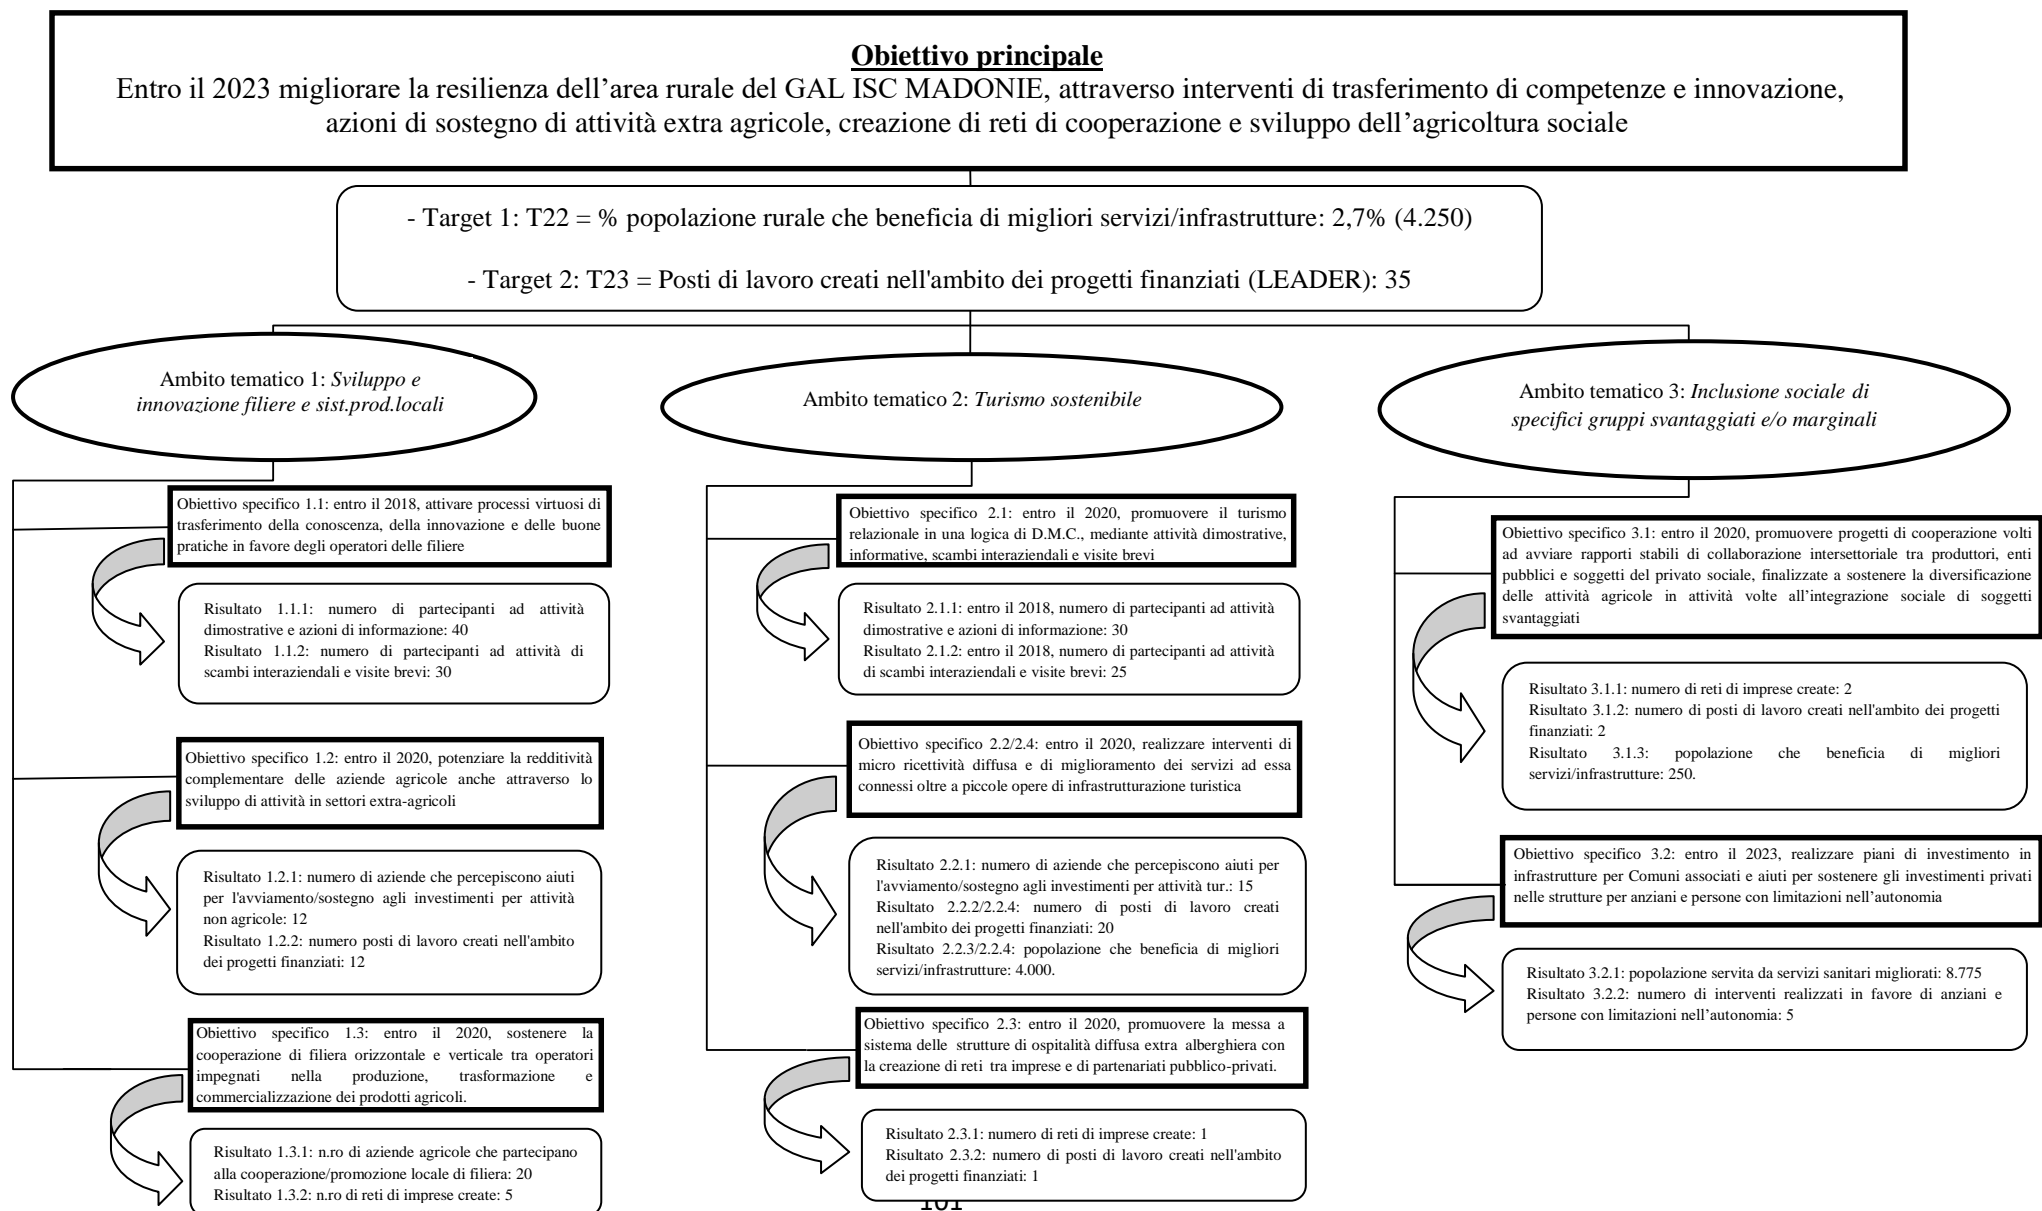 Obiettivo principale
Entro il 2023 migliorare la resilienza dell’area rurale del GAL ISC MADONIE, attraverso interventi di trasferimento di competenze e innovazione,
azioni di sostegno di attività extra agricole, creazione di reti di cooperazione e sviluppo dell’agricoltura sociale
- Target 1: T22 = % popolazione rurale che beneficia di migliori servizi/infrastrutture: 2,7% (4.250)
- Target 2: T23 = Posti di lavoro creati nell'ambito dei progetti finanziati (LEADER): 35
Ambito tematico 1: Sviluppo e
innovazione filiere e sist.prod.locali
Obiettivo specifico 1.1: entro il 2018, attivare processi virtuosi di
trasferimento della conoscenza, della innovazione e delle buone
pratiche in favore degli operatori delle filiere
Risultato 1.1.1: numero di partecipanti ad attività
dimostrative e azioni di informazione: 40
Risultato 1.1.2: numero di partecipanti ad attività di
scambi interaziendali e visite brevi: 30
Obiettivo specifico 1.2: entro il 2020, potenziare la redditività
complementare delle aziende agricole anche attraverso lo
sviluppo di attività in settori extra-agricoli
Risultato 1.2.1: numero di aziende che percepiscono aiuti
per l'avviamento/sostegno agli investimenti per attività
non agricole: 12
Risultato 1.2.2: numero posti di lavoro creati nell'ambito
dei progetti finanziati: 12
Obiettivo specifico 1.3: entro il 2020, sostenere la
cooperazione di filiera orizzontale e verticale tra operatori
impegnati nella produzione, trasformazione e
commercializzazione dei prodotti agricoli.
Risultato 1.3.1: n.ro di aziende agricole che partecipano
alla cooperazione/promozione locale di filiera: 20
Risultato 1.3.2: n.ro di reti di imprese create: 5
Ambito tematico 2: Turismo sostenibile
Obiettivo specifico 2.1: entro il 2020, promuovere il turismo
relazionale in una logica di D.M.C., mediante attività dimostrative,
informative, scambi interaziendali e visite brevi
Risultato 2.1.1: entro il 2018, numero di partecipanti ad attività
dimostrative e azioni di informazione: 30
Risultato 2.1.2: entro il 2018, numero di partecipanti ad attività
di scambi interaziendali e visite brevi: 25
Obiettivo specifico 2.2/2.4: entro il 2020, realizzare interventi di
micro ricettività diffusa e di miglioramento dei servizi ad essa
connessi oltre a piccole opere di infrastrutturazione turistica
Risultato 2.2.1: numero di aziende che percepiscono aiuti per
l'avviamento/sostegno agli investimenti per attività tur.: 15
Risultato 2.2.2/2.2.4: numero di posti di lavoro creati
nell'ambito dei progetti finanziati: 20
Risultato 2.2.3/2.2.4: popolazione che beneficia di migliori
servizi/infrastrutture: 4.000.
Obiettivo specifico 2.3: entro il 2020, promuovere la messa a
sistema delle strutture di ospitalità diffusa extra alberghiera con
la creazione di reti tra imprese e di partenariati pubblico-privati.
Risultato 2.3.1: numero di reti di imprese create: 1
Risultato 2.3.2: numero di posti di lavoro creati nell'ambito
dei progetti finanziati: 1
Ambito tematico 3: Inclusione sociale di
specifici gruppi svantaggiati e/o marginali
Obiettivo specifico 3.1: entro il 2020, promuovere progetti di cooperazione volti
ad avviare rapporti stabili di collaborazione intersettoriale tra produttori, enti
pubblici e soggetti del privato sociale, finalizzate a sostenere la diversificazione
delle attività agricole in attività volte all’integrazione sociale di soggetti
svantaggiati
Risultato 3.1.1: numero di reti di imprese create: 2
Risultato 3.1.2: numero di posti di lavoro creati nell'ambito dei progetti
finanziati: 2
Risultato 3.1.3: popolazione che beneficia di migliori
servizi/infrastrutture: 250.
Obiettivo specifico 3.2: entro il 2023, realizzare piani di investimento in
infrastrutture per Comuni associati e aiuti per sostenere gli investimenti privati
nelle strutture per anziani e persone con limitazioni nell’autonomia
Risultato 3.2.1: popolazione servita da servizi sanitari migliorati: 8.775
Risultato 3.2.2: numero di interventi realizzati in favore di anziani e
persone con limitazioni nell’autonomia: 5
101